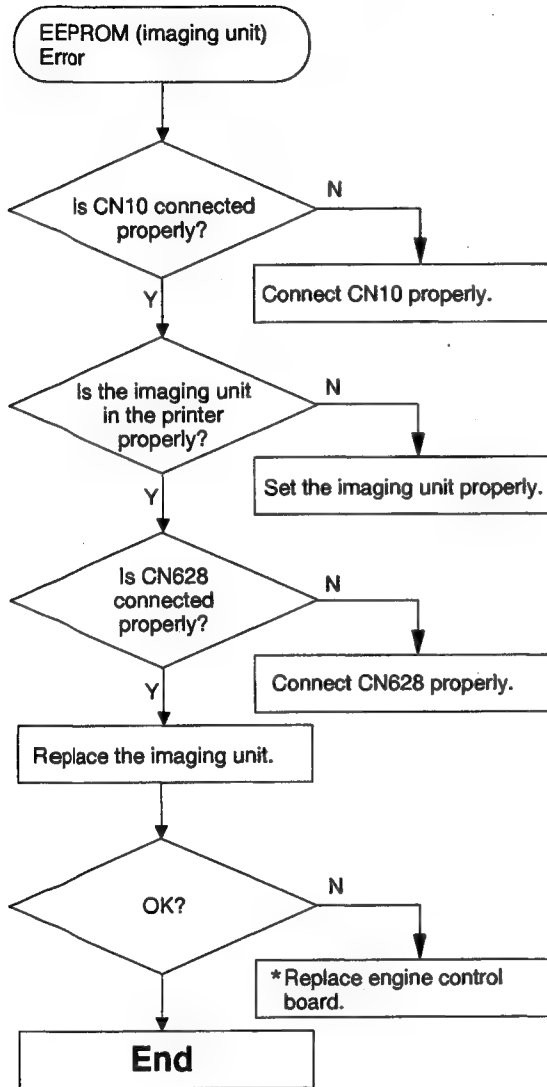 EEPROM (imaging unit)
Error
Is CN10 connected
properly?
N
Connect CN10 properly.
Y
Is the imaging unit
in the printer
properly?
N
Set the imaging unit properly.
Y
Is CN628
connected
properly?
N
Connect CN628 properly.
Y
Replace the imaging unit.
OK?
N
*Replace engine control
board.
End